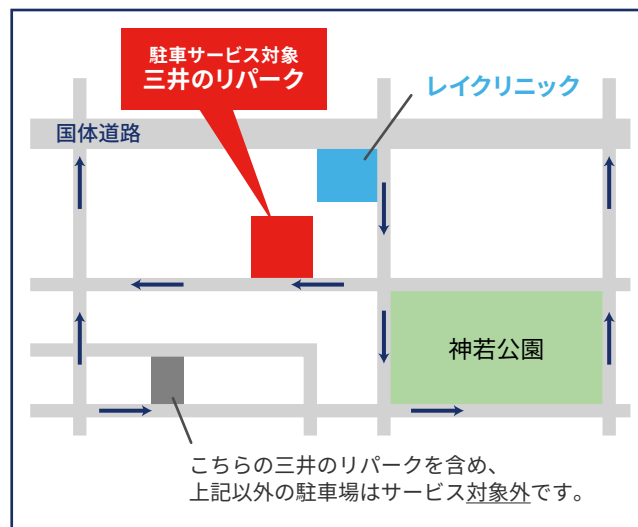 駐車サービス対象
三井のリパーク
レイクリニック
国体道路
神若公園
こちらの三井のリパークを含め、
上記以外の駐車場はサービス対象外です。